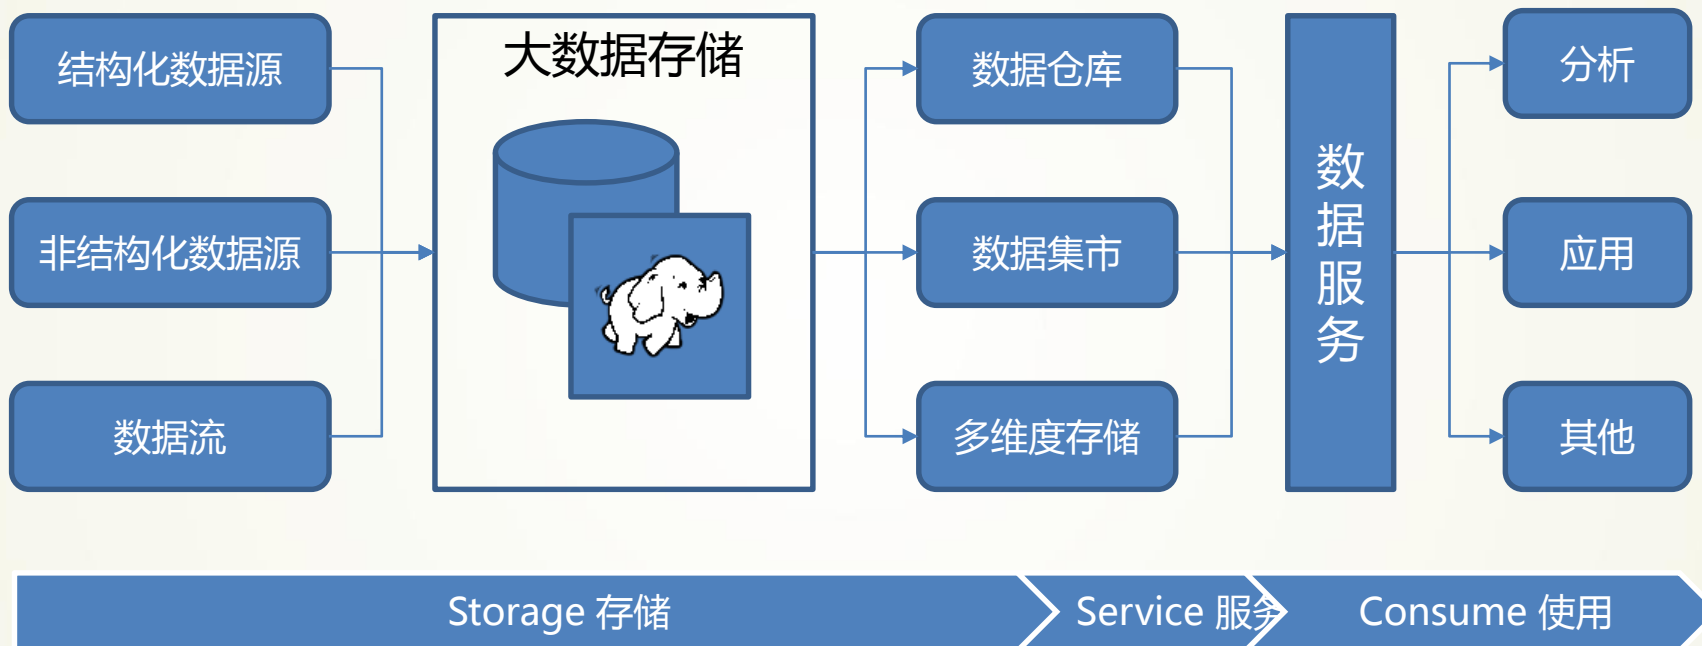 结构化数据源
非结构化数据源
数据流
大数据存储
数据仓库
数据集市
多维度存储
数据服务
分析
应用
其他
Storage 存储
Service 服务
Consume 使用